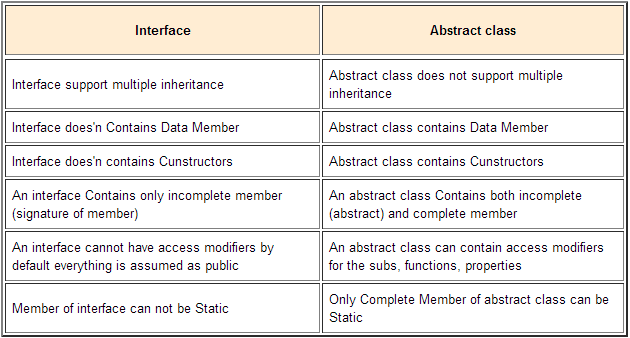 Interface
Abstract class
Interface support multiple inheritance
Abstract class does not support multiple
inheritance
Interface does'n Contains Data Member
Abstract class contains Data Member
Interface does'n contains Cunstructors
Abstract class contains Cunstructors
An interface Contains only incomplete member
(signature of member)
An abstract class Contains both incomplete
(abstract) and complete member
An interface cannot have access modifiers by
default everything is assumed as public
An abstract class can contain access modifiers
for the subs, functions, properties
Member of interface can not be Static
Only Complete Member of abstract class can be
Static